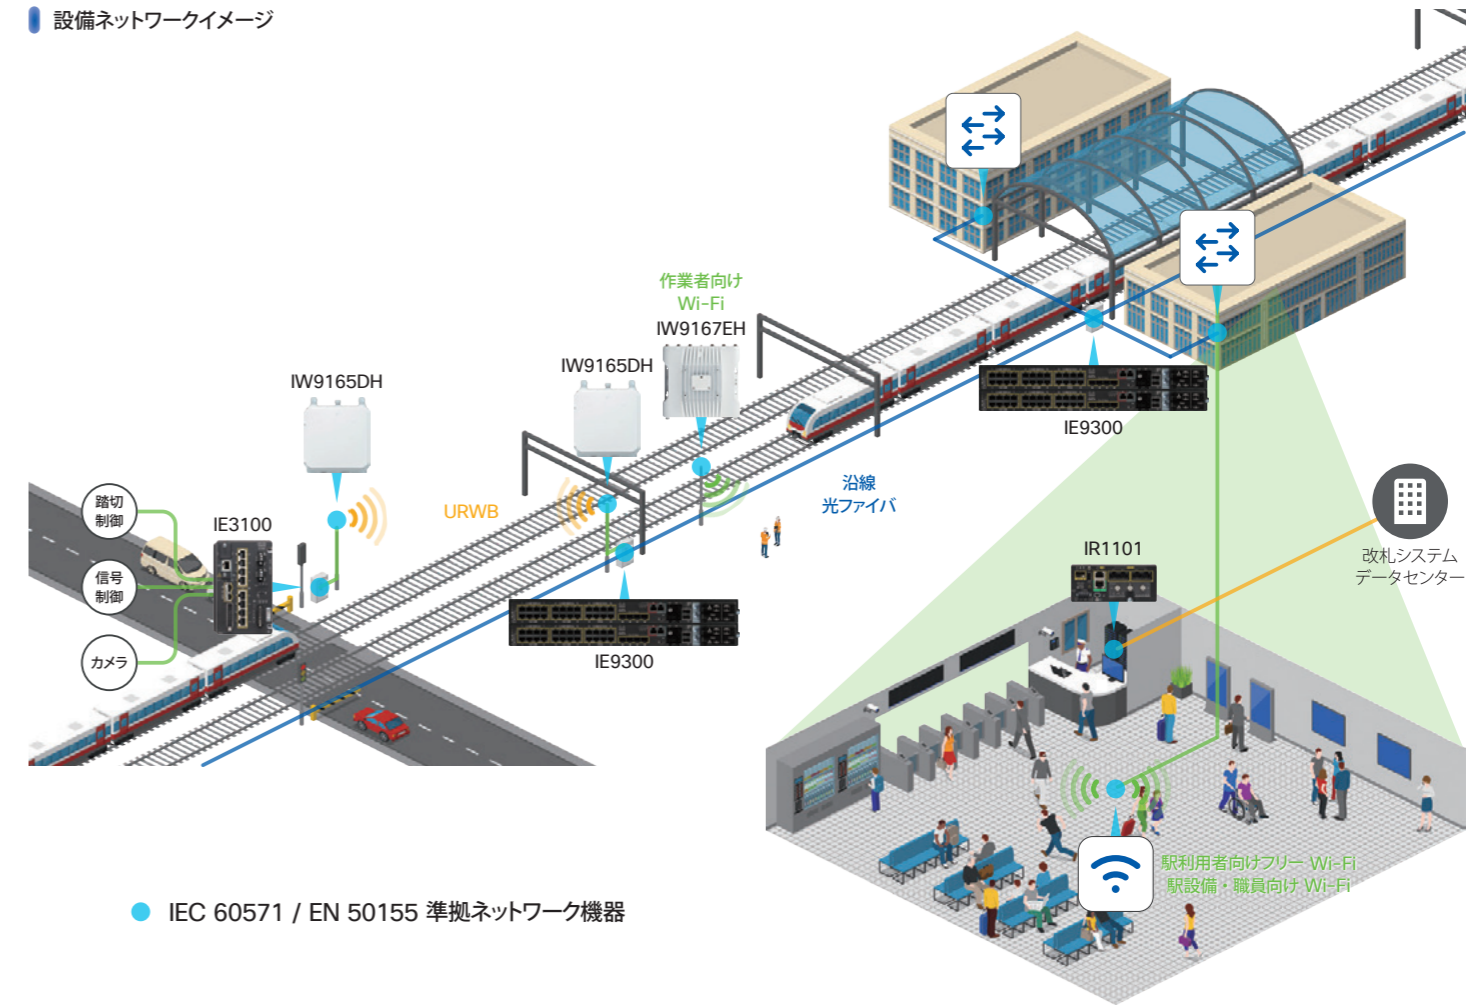 設備ネットワークイメージ
作業者向け
Wi-Fi
IW9167EH
IW9165DH
IW9165DH
IE9300
沿線
光ファイバ
URWB
踏切
制御
IE3100
信号
制御
カメラ
IE9300
IR1101
改札システム
データセンター
駅利用者向けフリー Wi-Fi
駅設備・職員向け Wi-Fi
IEC 60571 / EN 50155 準拠ネットワーク機器